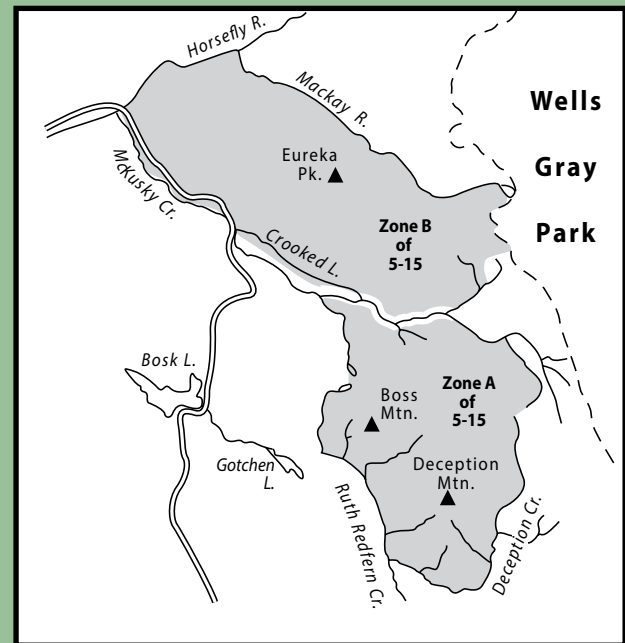 Horsefly R.
Mackay R.
Wells
Gray
Park
McKusky Cr.
Eureka
Pk.
Crooked L.
Zone B
of
5-15
Bosk L.
Boss
Mtn.
Zone A
of
5-15
Gotchen
L.
Deception
Mtn.
Ruth Redfern Cr.
Deception Cr.